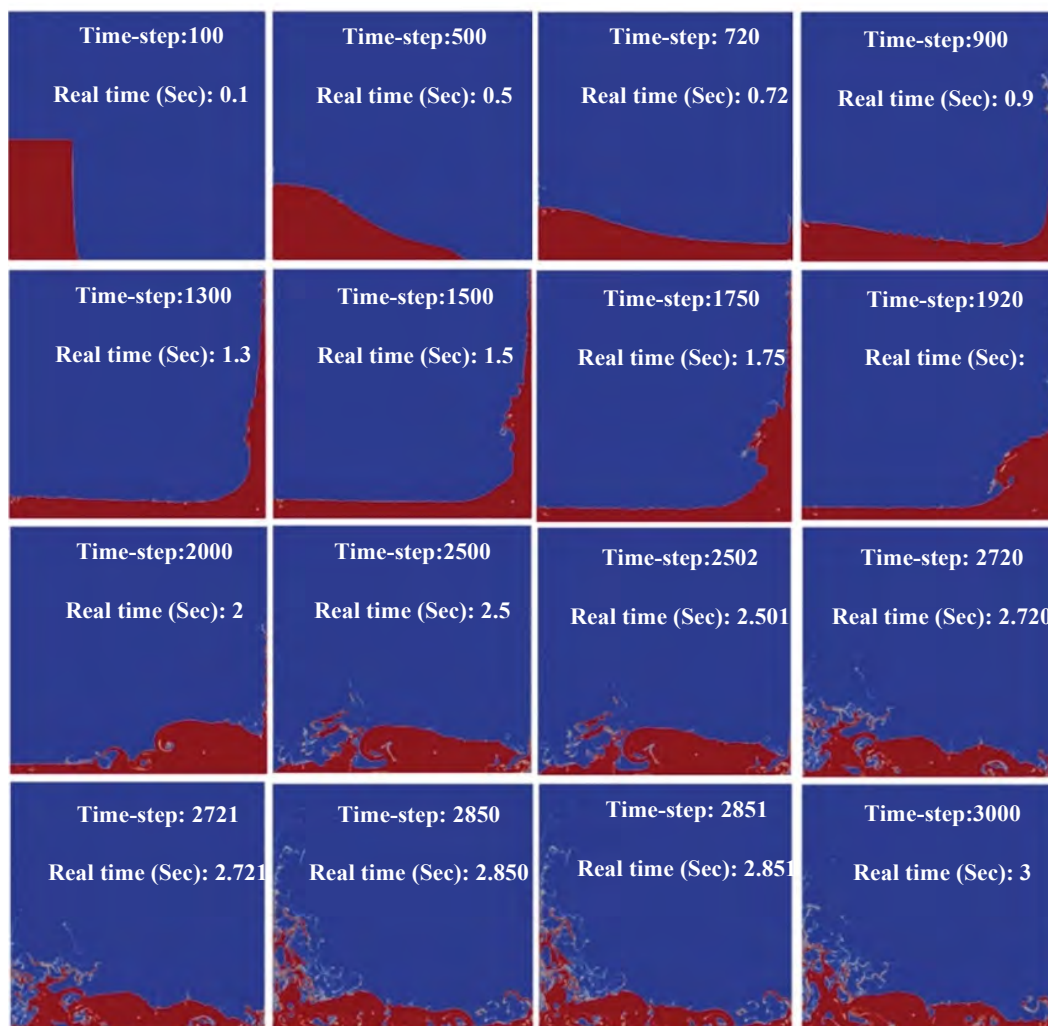 Time-step:100
Real time (Sec): 0.1
Time-step:500
Real time (Sec): 0.5
Time-step: 720
Real time (Sec): 0.72
Time-step:900
Real time (Sec): 0.9
Time-step:1300
Real time (Sec): 1.3
Time-step:1500
Real time (Sec): 1.5
Time-step:1750
Real time (Sec): 1.75
Time-step:1920
Real time (Sec):
Time-step:2000
Real time (Sec): 2
Time-step:2500
Real time (Sec): 2.5
Time-step:2502
Real time (Sec): 2.501
Time-step: 2720
Real time (Sec): 2.720
Time-step: 2721
Real time (Sec): 2.721
Time-step: 2850
Real time (Sec): 2.850
Time-step: 2851
Real time (Sec): 2.851
Time-step:3000
Real time (Sec): 3